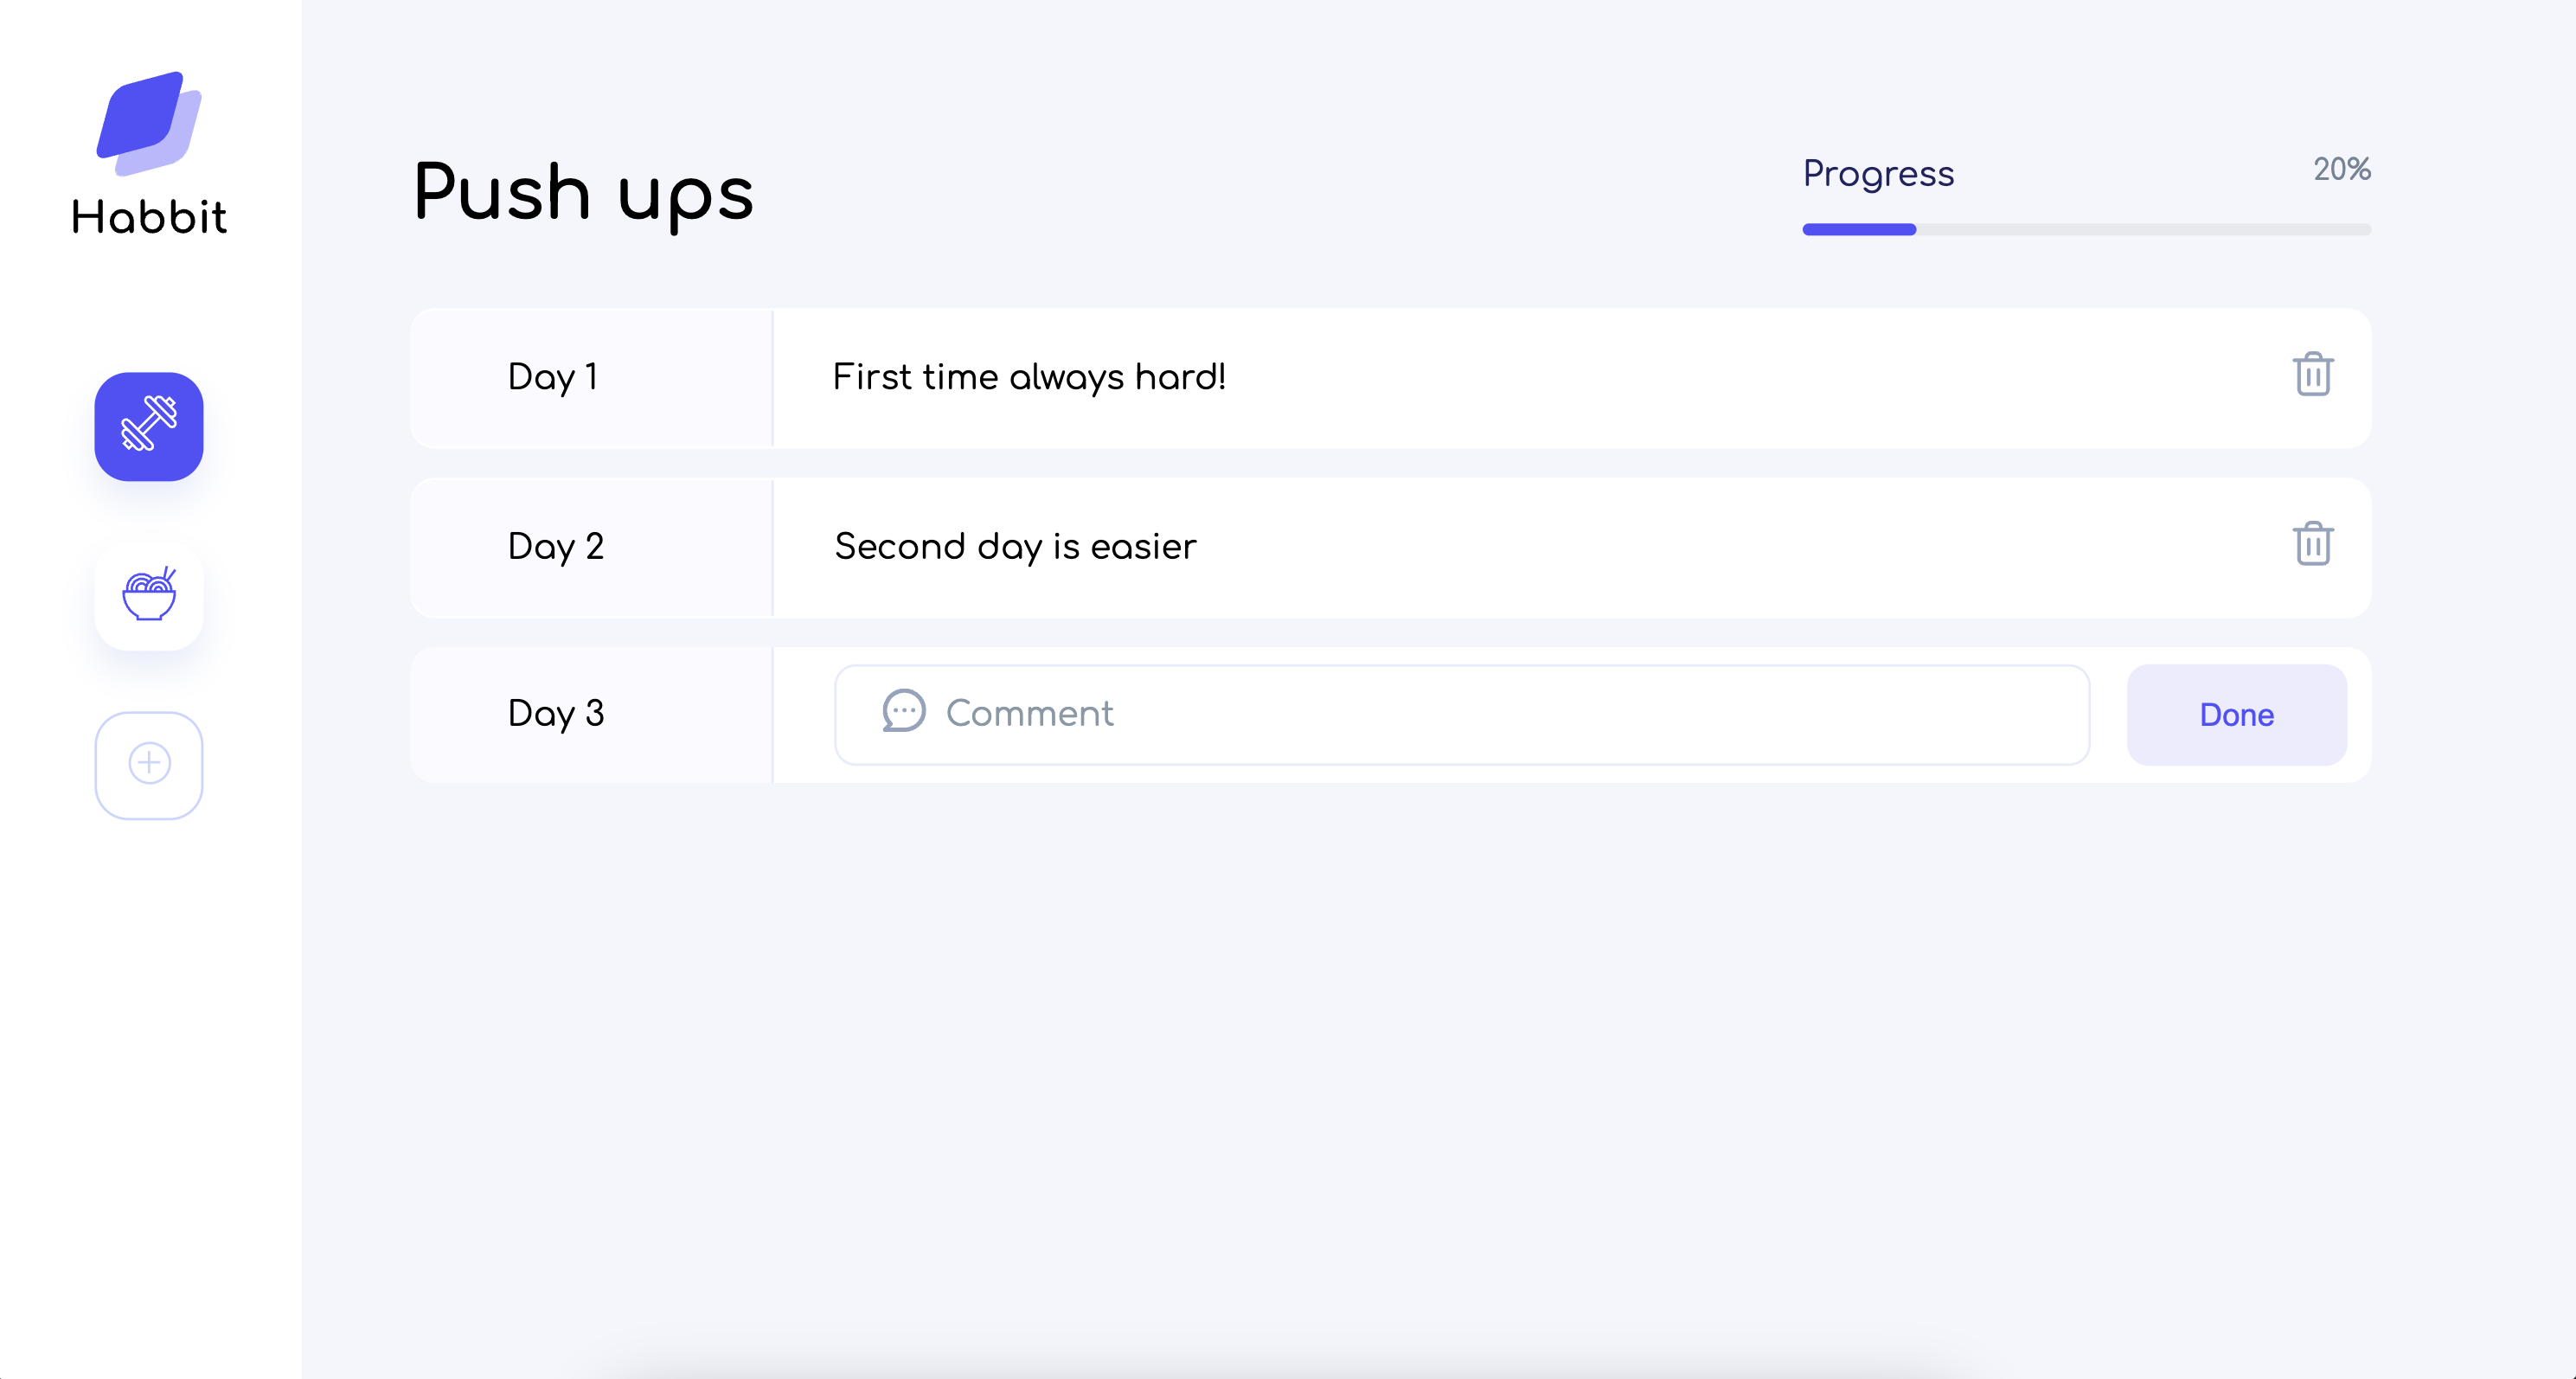 Habbit
Push ups
Progress
20%
Day 1
First time always hard!
Day 2
Second day is easier
Day 3
Comment
Done